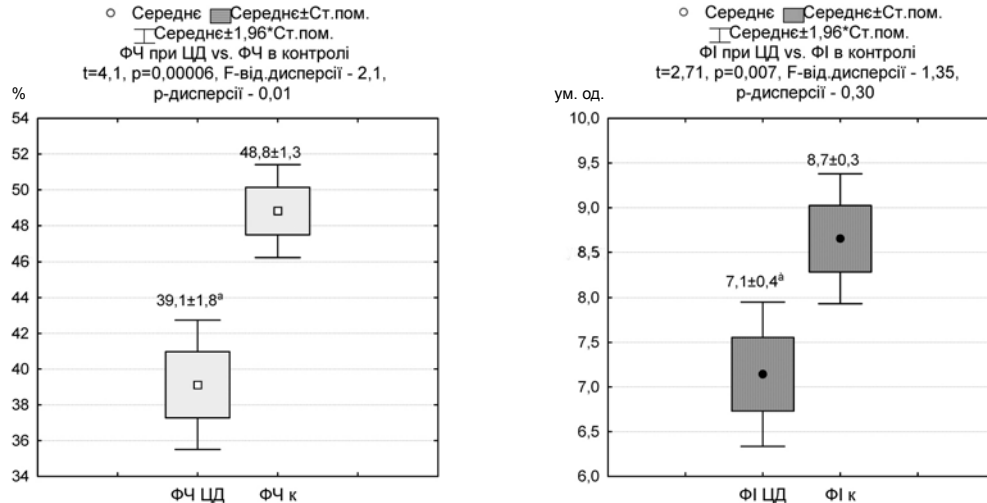 Середнє Середнє±Ст.пом.
Середнє±1,96*Ст.пом.
ФЧ при ЦД vs. ФЧ в контролі
t=4,1, p=0,00006, F-від.дисперсії - 2,1,
p-дисперсії - 0,01
%
54
52
50
48
46
44
42
40
38
36
34
48,8±1,3
39,1±1,8ª
ФЧ ЦД ФЧ к
Середнє Середнє±Ст.пом.
Середнє±1,96*Ст.пом.
ФІ при ЦД vs. ФІ в контролі
t=2,71, p=0,007, F-від.дисперсії - 1,35,
p-дисперсії - 0,30
ум. од.
10,0
9,5
9,0
8,5
8,0
7,5
7,0
6,5
6,0
8,7±0,3
7,1±0,4à
ФІ ЦД ФІ к